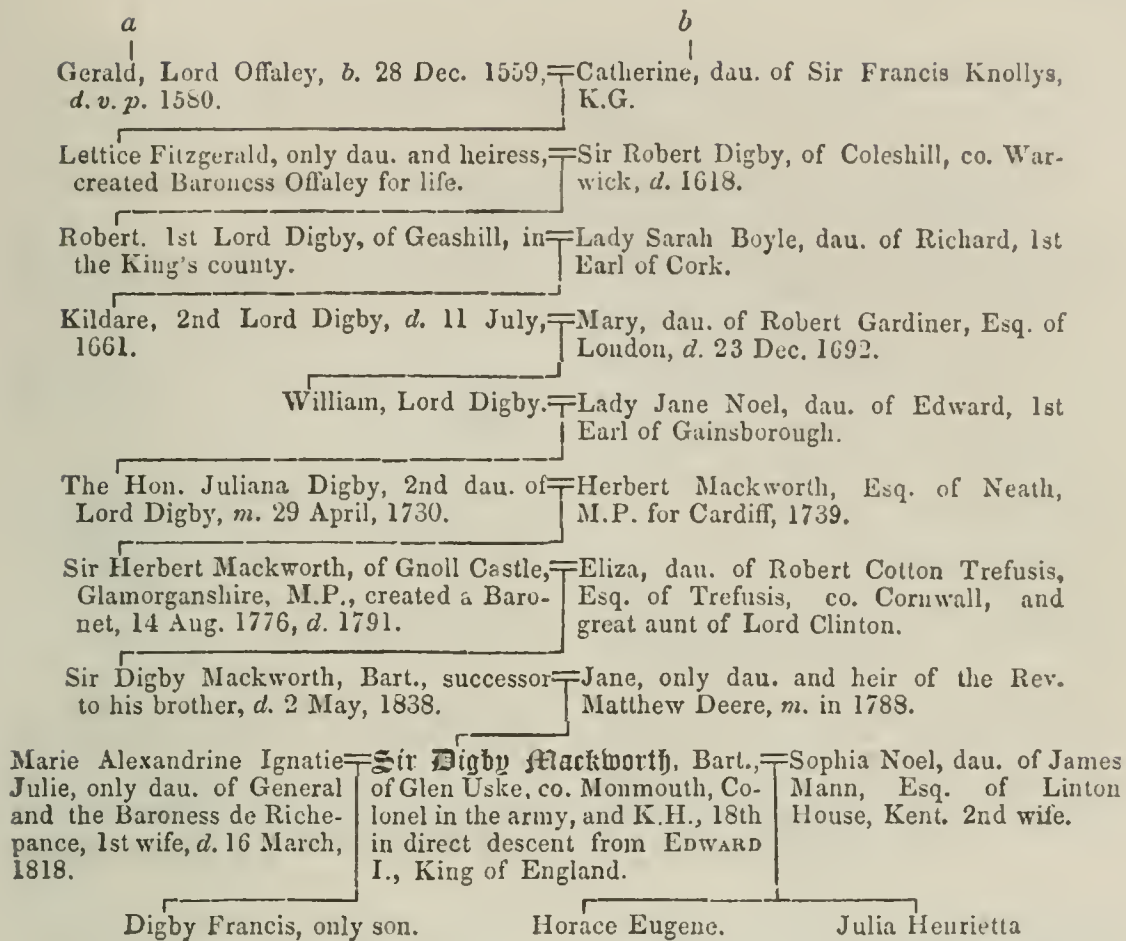 a b
Gerald, Lord Offaley, b. 28 Dec. 1559,
d. v. p. 1580.
Catherine, dau. of Sir Francis Knollys,
K.G.
Lettice Fitzgerald, only dau. and heiress,
created Baroness Offaley for life.
Sir Robert Digby, of Coleshill, co. War-
wick, d. 1618.
Robert. 1st Lord Digby, of Geashill, in
the King's county.
Lady Sarah Boyle, dau. of Richard, 1st
Earl of Cork.
Kildare, 2nd Lord Digby, d. 11 July,
1661.
Mary, dau. of Robert Gardiner, Esq. of
London, d. 23 Dec. 1692.
William, Lord Digby.
Lady Jane Noel, dau. of Edward, 1st
Earl of Gainsborough.
The Hon. Juliana Digby, 2nd dau. of
Lord Digby, m. 29 April, 1730.
Herbert Mackworth, Esq. of Neath,
M.P. for Cardiff, 1739.
Sir Herbert Mackworth, of Gnoll Castle,
Glamorganshire, M.P., created a Baro-
net, 14 Aug. 1776, d. 1791.
Eliza, dau. of Robert Cotton Trefusis,
Esq. of Trefusis, co. Cornwall, and
great aunt of Lord Clinton.
Sir Digby Mackworth, Bart., successor
to his brother, d. 2 May, 1838.
Jane, only dau. and heir of the Rev.
Matthew Deere, m. in 1788.
Marie Alexandrine Ignatie
Julie, only dau. of General
and the Baroness de Riche-
pance, 1st wife, d. 16 March,
1818.
Sir Digby Mackworth, Bart.,
of Glen Uske, co. Monmouth, Co-
lonel in the army, and K.H., 18th
in direct descent from EDWARD
I., King of England.
Sophia Noel, dau. of James
Mann, Esq. of Linton
House, Kent. 2nd wife.
Digby Francis, only son.
Horace Eugene.
Julia Henrietta